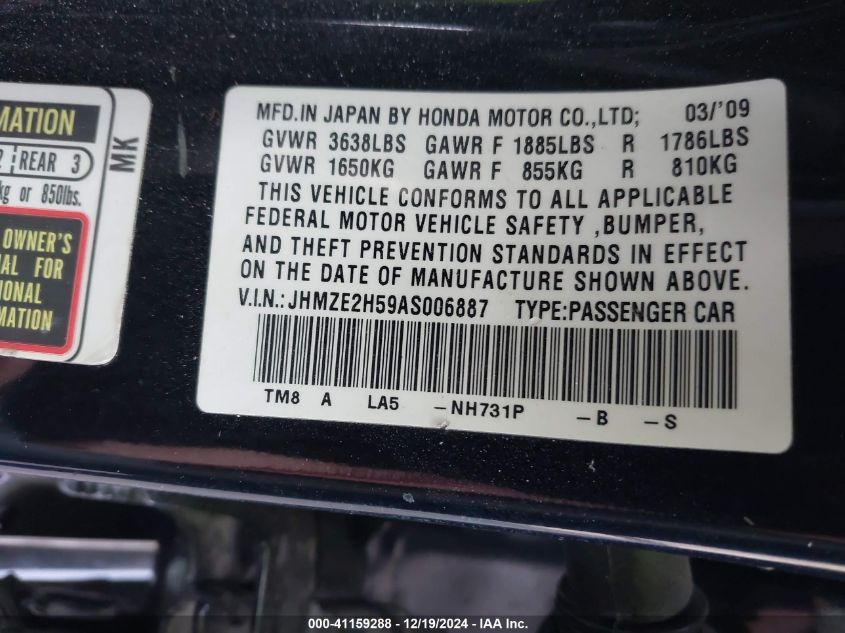 MATION
REAR 3
kg or 850lbs.
OWNER'S
FOR
MATION
MK
MFD.IN JAPAN BY HONDA MOTOR CO.,LTD; 03/'09
GVWR 3638LBS GAWR F 1885LBS R 1786LBS
GVWR 1650KG GAWR F 855KG R 810KG
THIS VEHICLE CONFORMS TO ALL APPLICABLE
FEDERAL MOTOR VEHICLE SAFETY ,BUMPER,
AND THEFT PREVENTION STANDARDS IN EFFECT
ON THE DATE OF MANUFACTURE SHOWN ABOVE.
V.I.N.:JHMZE2H59AS006887 TYPE:PASSENGER CAR
TM8 A LA5 -NH731P -B -S
000-41159288 - 12/19/2024 - IAA Inc.